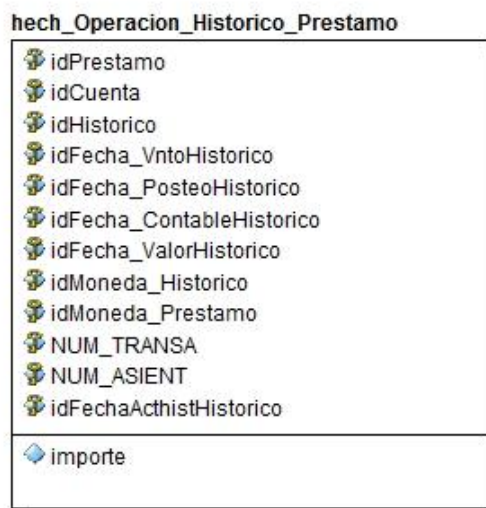 hech_Operacion_Historico_Prestamo
idPrestamo
idCuenta
idHistorico
idFecha_VntoHistorico
idFecha_PosteoHistorico
idFecha_ContableHistorico
idFecha_ValorHistorico
idMoneda_Historico
idMoneda_Prestamo
NUM_TRANSA
NUM_ASIENT
idFechaActhistHistorico
importe